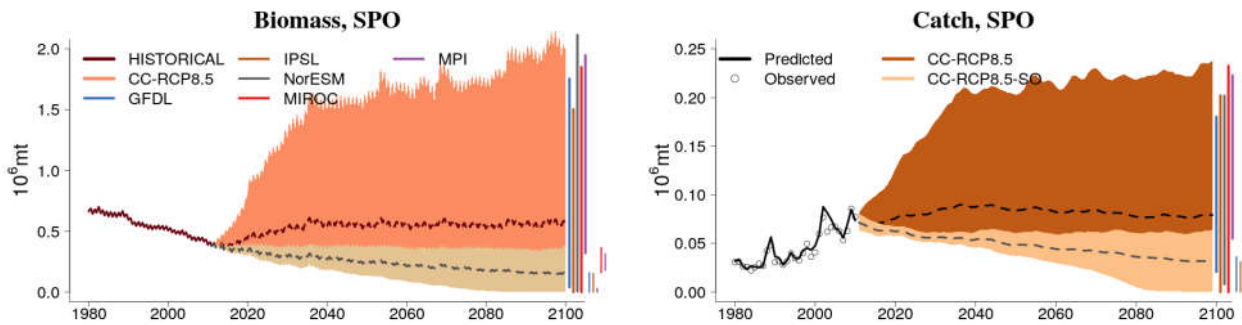 Biomass, SPO
2.0
1.5
1.0
0.5
0.0
10⁶mt
HISTORICAL
CC-RCP8.5
GFDL
IPSL
NorESM
MIROC
MPI
1980 2000 2020 2040 2060 2080 2100
Catch, SPO
0.25
0.20
0.15
0.10
0.05
0.00
10⁶mt
Predicted
Observed
CC-RCP8.5
CC-RCP8.5-SO
1980 2000 2020 2040 2060 2080 2100